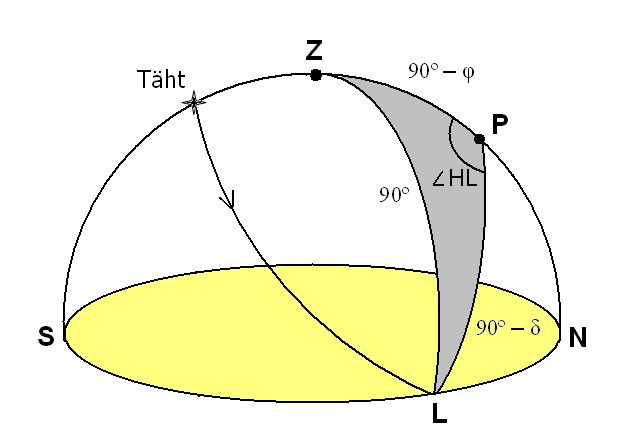 Z
90° – φ
Täht
P
∠HL
90°
90° – δ
S
N
L